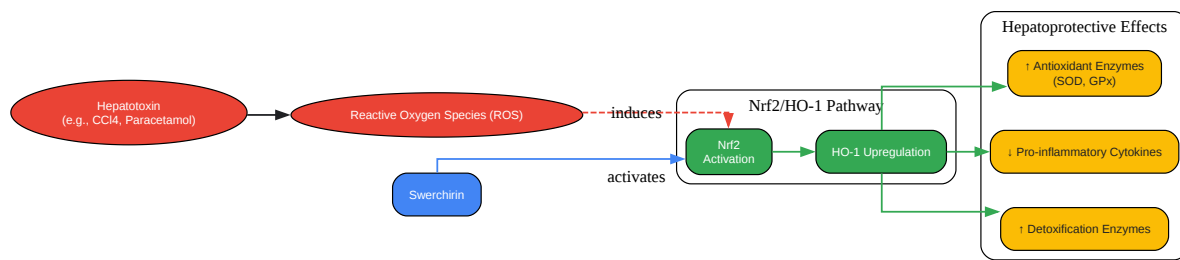 Hepatoprotective Effects
↑ Antioxidant Enzymes
(SOD, GPx)
Hepatotoxin
(e.g., CCl4, Paracetamol)
Reactive Oxygen Species (ROS)
induces
Nrf2/HO-1 Pathway
Nrf2
Activation
HO-1 Upregulation
↓ Pro-inflammatory Cytokines
activates
Swerchirin
↑ Detoxification Enzymes